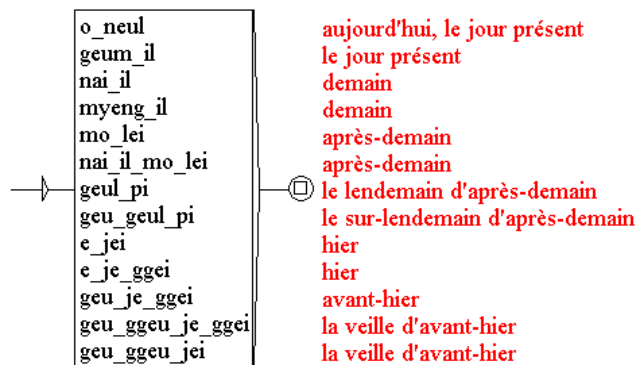 o_neul aujourd'hui, le jour présent
geum_il le jour présent
nai_il demain
myeng_il demain
mo_lei après-demain
nai_il_mo_lei après-demain
geul_pi le lendemain d'après-demain
geu_geul_pi le sur-lendemain d'après-demain
e_jei hier
e_je_ggei hier
geu_je_ggei avant-hier
geu_ggeu_je_ggei la veille d'avant-hier
geu_ggeu_jei la veille d'avant-hier